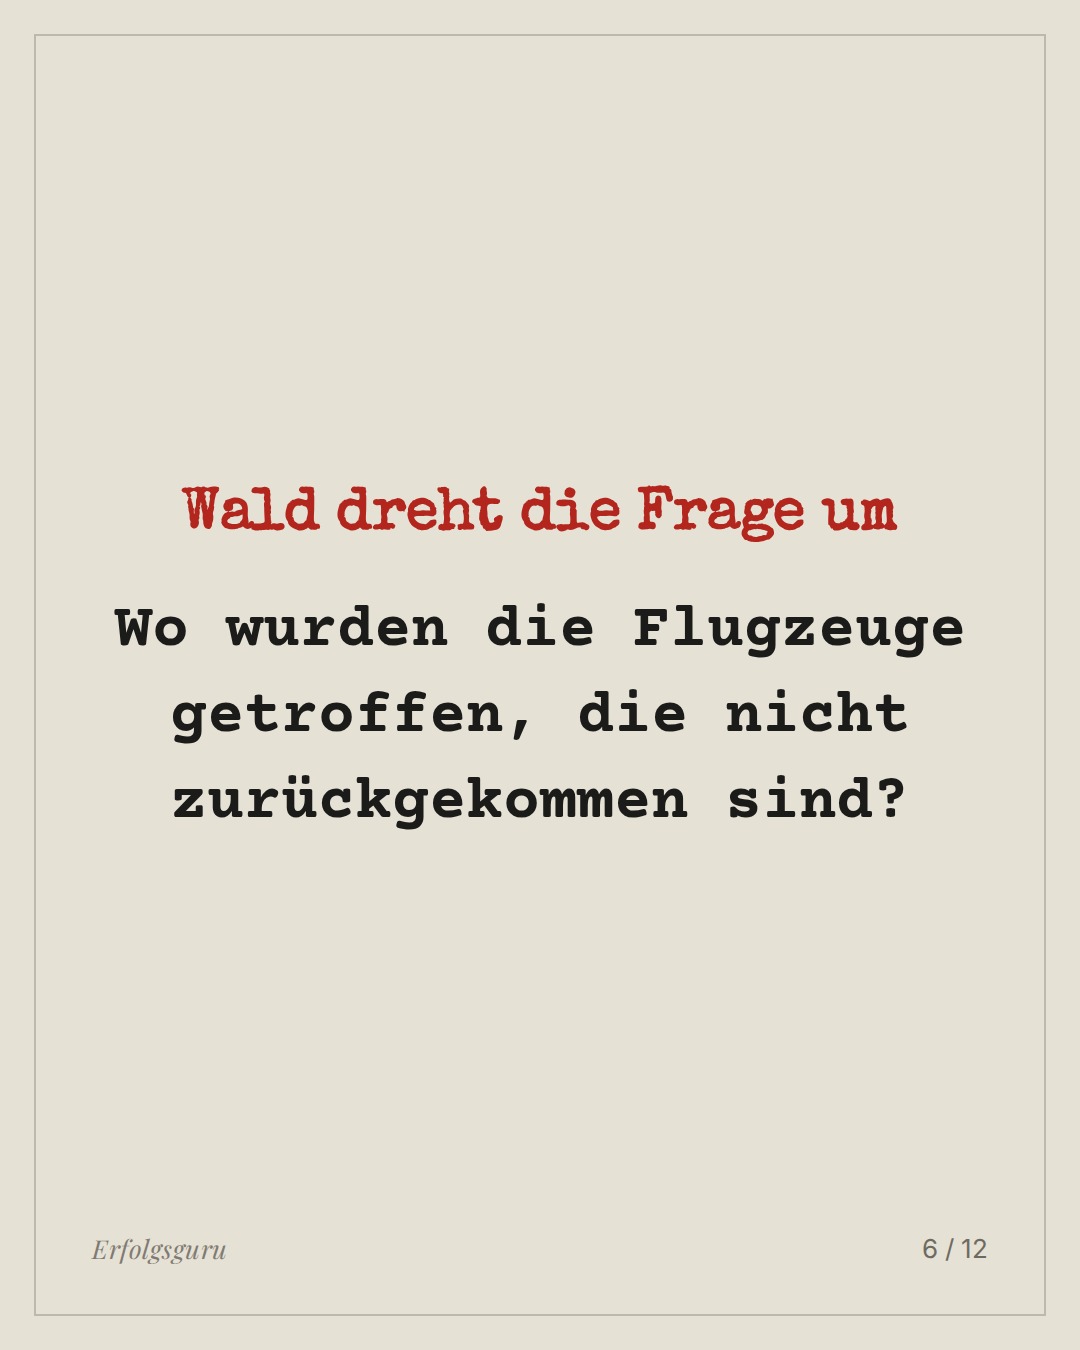 Wald dreht die Frage um
Wo wurden die Flugzeuge
getroffen, die nicht
zurückgekommen sind?
Erfolgsguru
6 / 12